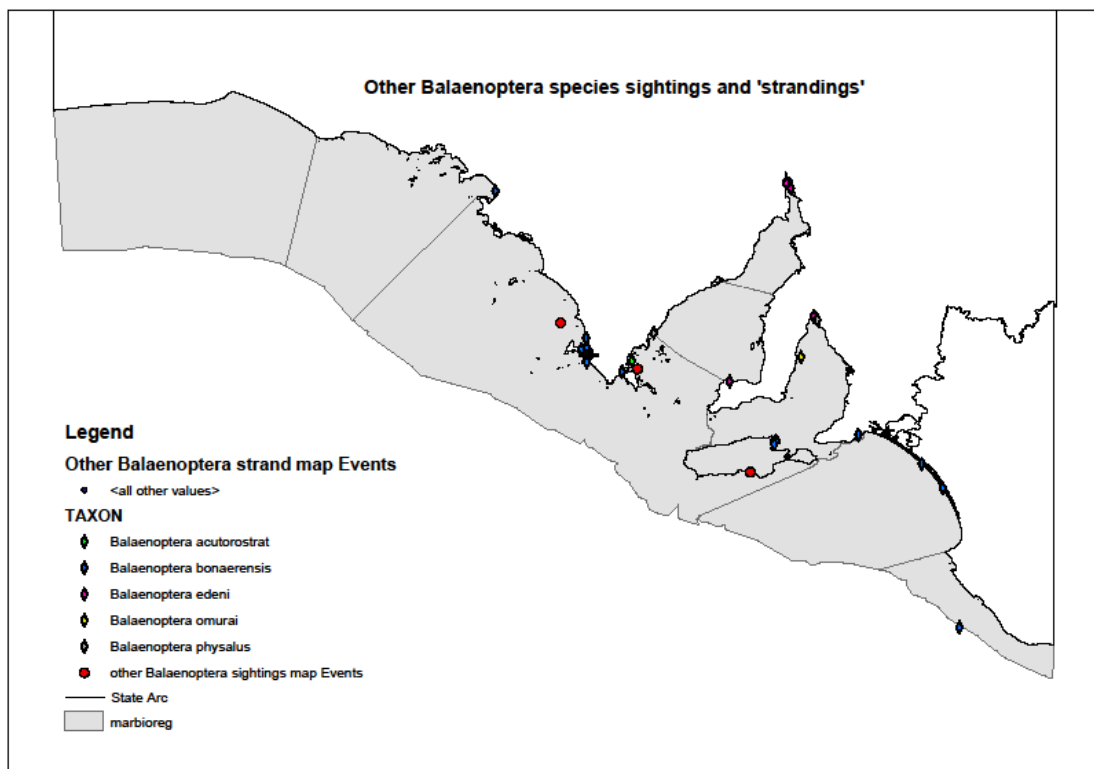 Other Balaenoptera species sightings and 'strandings'
Legend
Other Balaenoptera strand map Events
<all other values>
TAXON
Balaenoptera acutorostrat
Balaenoptera bonaerensis
Balaenoptera edeni
Balaenoptera omurai
Balaenoptera physalus
other Balaenoptera sightings map Events
State Arc
marbioreg